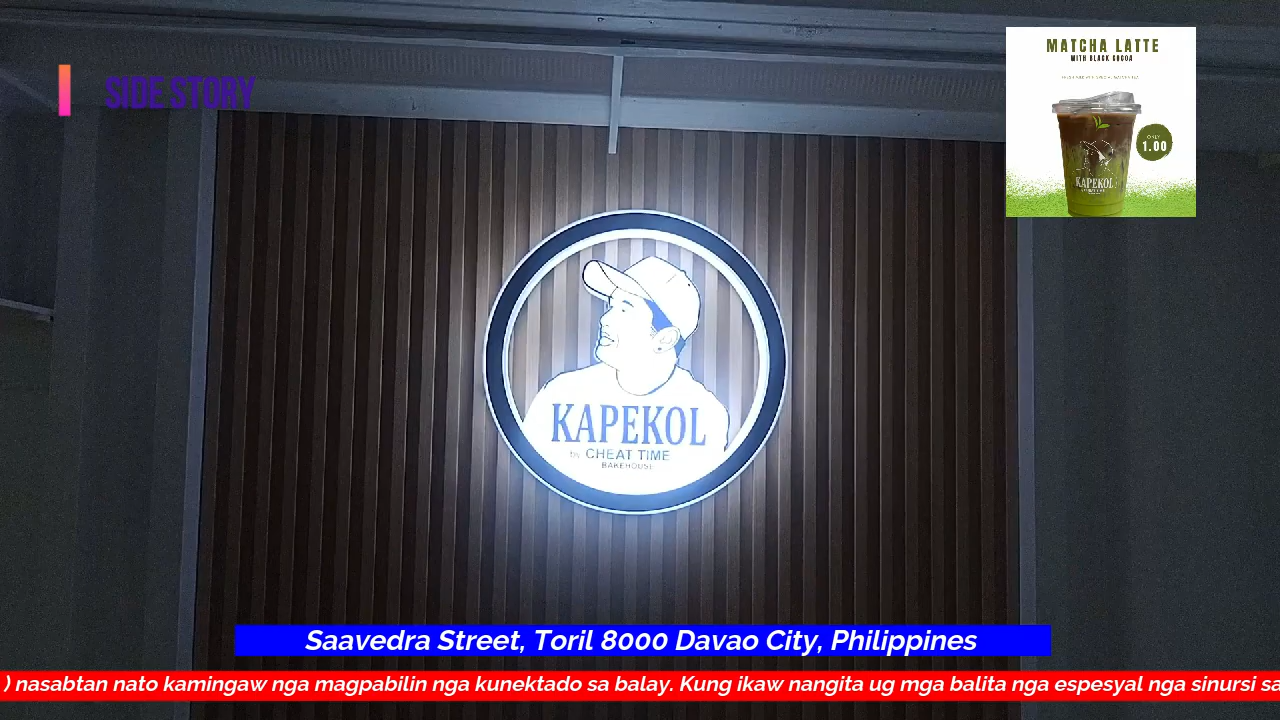 SIDE STORY
MATCHA LATTE
WITH BLACK COCOA
ONLY
1.00
KAPEKOL
KAPEKOL
by CHEAT TIME
BAKEHOUSE
Saavedra Street, Toril 8000 Davao City, Philippines
) nasabtan nato kamingaw nga magpabilin nga kunektado sa balay. Kung ikaw nangita ug mga balita nga espesyal nga sinursi sa